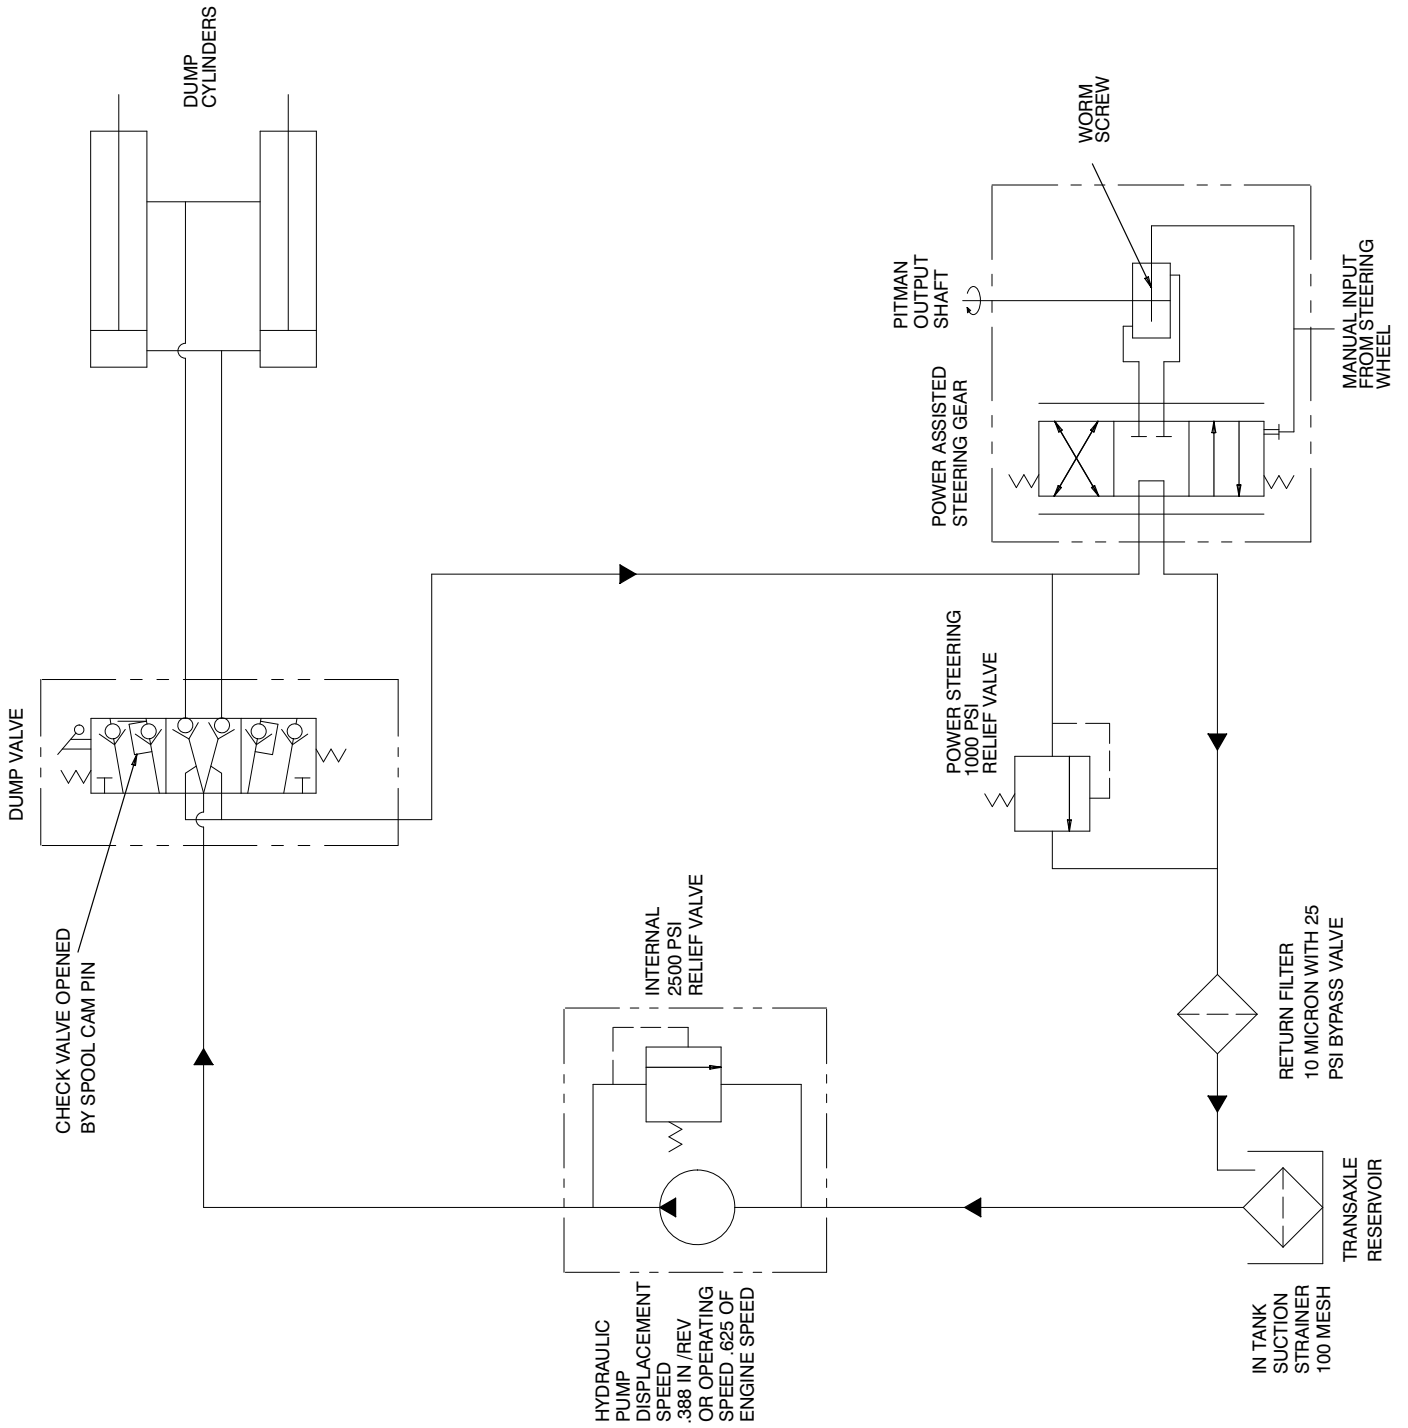 DUMP
CYLINDERS
DUMP VALVE
CHECK VALVE OPENED
BY SPOOL CAM PIN
INTERNAL
2500 PSI
RELIEF VALVE
HYDRAULIC
PUMP
DISPLACEMENT
SPEED
.388 IN /REV
OR OPERATING
SPEED .625 OF
ENGINE SPEED
WORM
SCREW
PITMAN
OUTPUT
SHAFT
POWER ASSISTED
STEERING GEAR
MANUAL INPUT
FROM STEERING
WHEEL
POWER STEERING
1000 PSI
RELIEF VALVE
RETURN FILTER
10 MICRON WITH 25
PSI BYPASS VALVE
TRANSAXLE
RESERVOIR
IN TANK
SUCTION
STRAINER
100 MESH